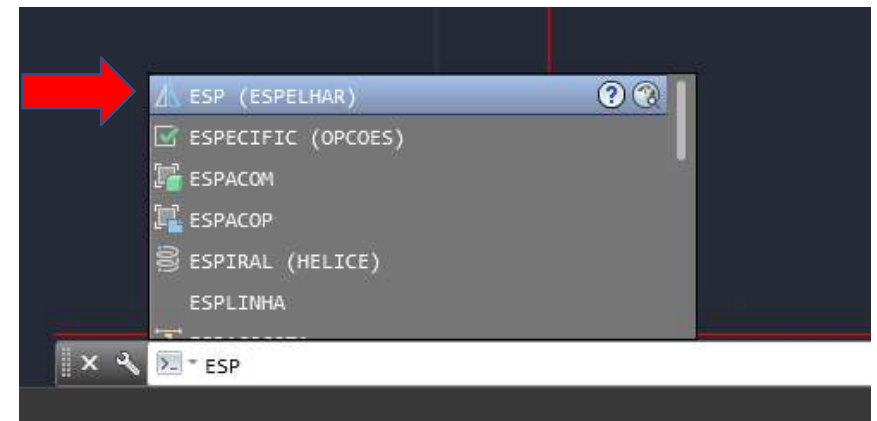 ESP (ESPELHAR)
ESPECIFIC (OPCOES)
ESPACOM
ESPACOP
ESPIRAL (HELICE)
ESPLINHA
ESP